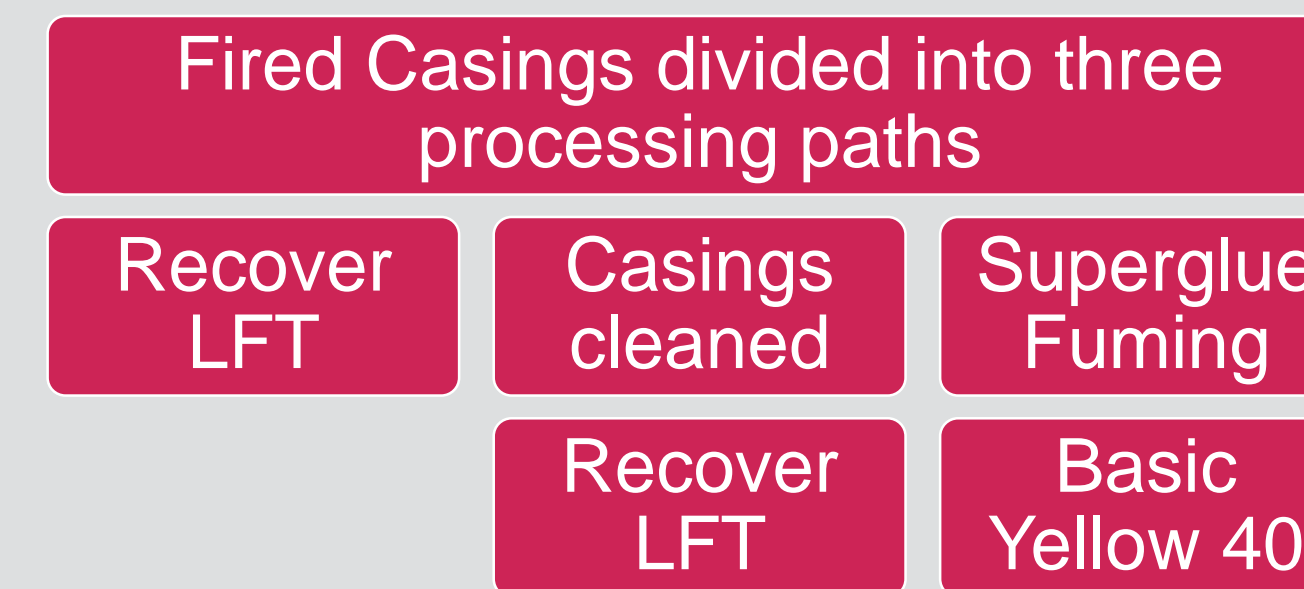 Fired Casings divided into three
processing paths
Recover
LFT
Casings
cleaned
Superglue
Fuming
Recover
LFT
Basic
Yellow 40